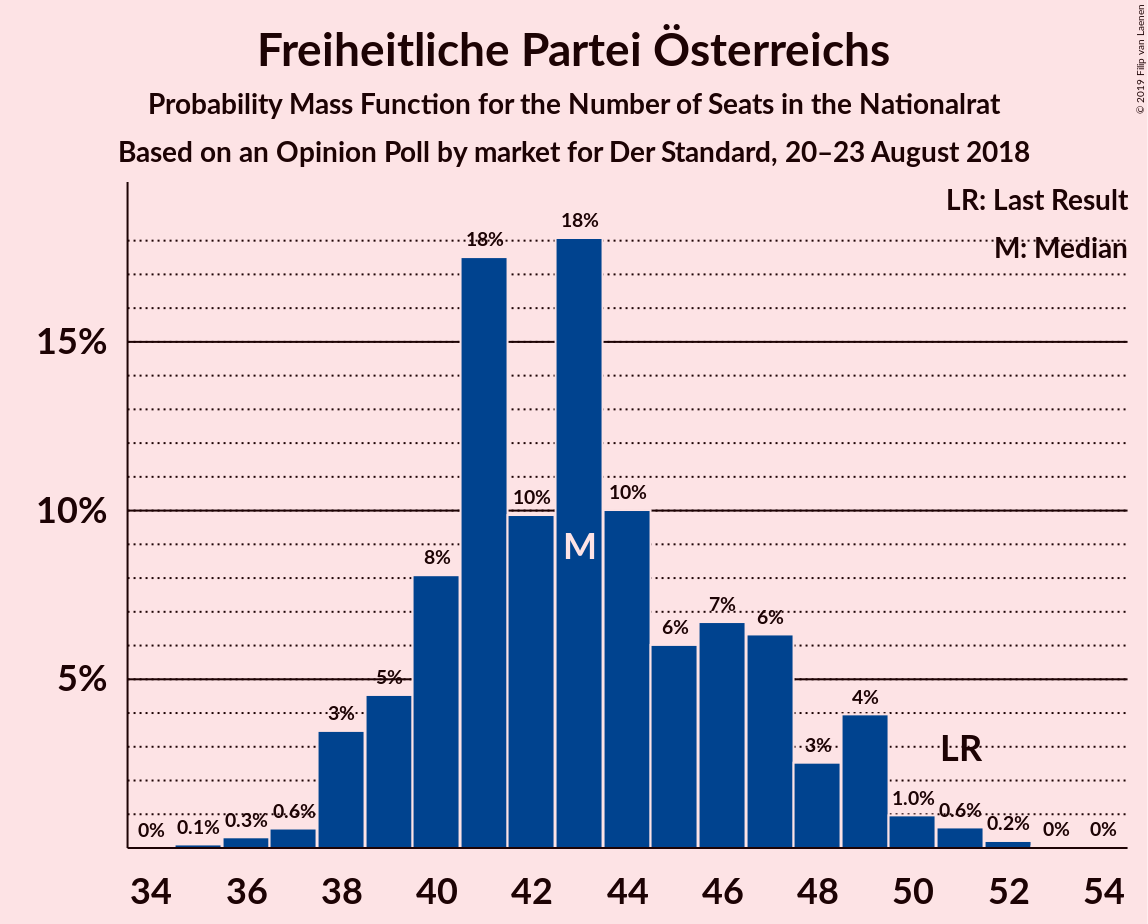 Freiheitliche Partei Österreichs
Probability Mass Function for the Number of Seats in the Nationalrat
Based on an Opinion Poll by market for Der Standard, 20–23 August 2018
© 2019 Filip van Laenen
LR: Last Result
M: Median
18%
18%
15%
10%
10%
10%
M
8%
7%
6%
6%
5%
5%
4%
3%
LR
3%
1.0%
0.6%
0.6%
0.3%
0.2%
0.1%
0%
0%
0%
34 36 38 40 42 44 46 48 50 52 54